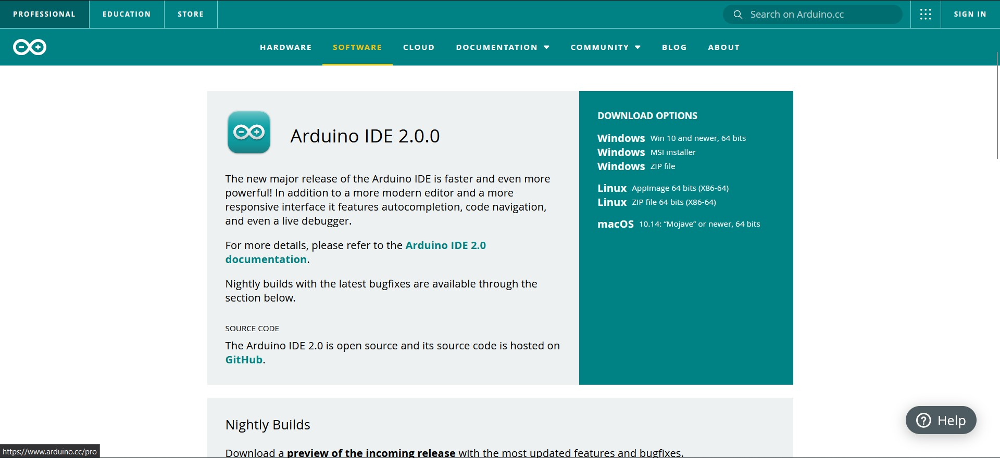 PROFESSIONAL EDUCATION STORE Search on Arduino.cc SIGN IN
HARDWARE SOFTWARE CLOUD DOCUMENTATION COMMUNITY BLOG ABOUT
Arduino IDE 2.0.0
The new major release of the Arduino IDE is faster and even more
powerful! In addition to a more modern editor and a more
responsive interface it features autocompletion, code navigation,
and even a live debugger.
For more details, please refer to the Arduino IDE 2.0
documentation.
Nightly builds with the latest bugfixes are available through the
section below.
SOURCE CODE
The Arduino IDE 2.0 is open source and its source code is hosted on
GitHub.
DOWNLOAD OPTIONS
Windows Win 10 and newer, 64 bits
Windows MSI installer
Windows ZIP file
Linux AppImage 64 bits (X86-64)
Linux ZIP file 64 bits (X86-64)
macOS 10.14: “Mojave” or newer, 64 bits
Nightly Builds
Download a preview of the incoming release with the most updated features and bugfixes.
Help
https://www.arduino.cc/pro